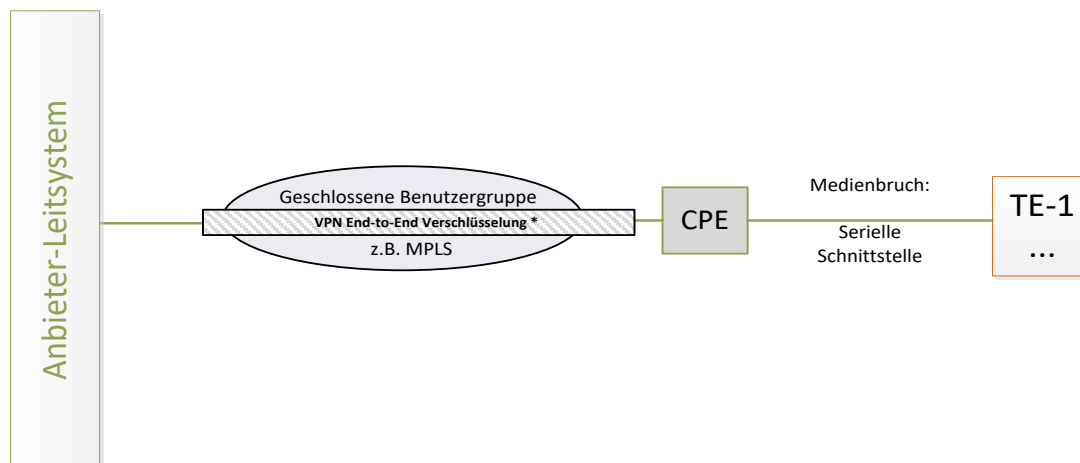 Anbieter-Leitsystem
Geschlossene Benutzergruppe
VPN End-to-End Verschlüsselung *
z.B. MPLS
CPE
Medienbruch:
Serielle
Schnittstelle
TE-1
...